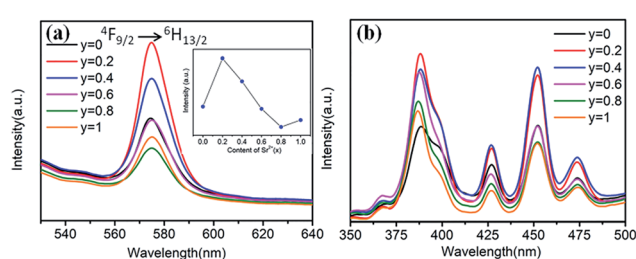 (a)
⁴F₉/₂ → ⁶H₁₃/₂
y=0
y=0.2
y=0.4
y=0.6
y=0.8
y=1
Intensity(a.u.)
540 560 580 600 620 640
Wavelength(nm)
Intensity (a.u.)
0.0 0.2 0.4 0.6 0.8 1.0
Content of Sr²⁺(x)
(b)
y=0
y=0.2
y=0.4
y=0.6
y=0.8
y=1
Intensity(a.u.)
350 375 400 425 450 475 500
Wavelength(nm)